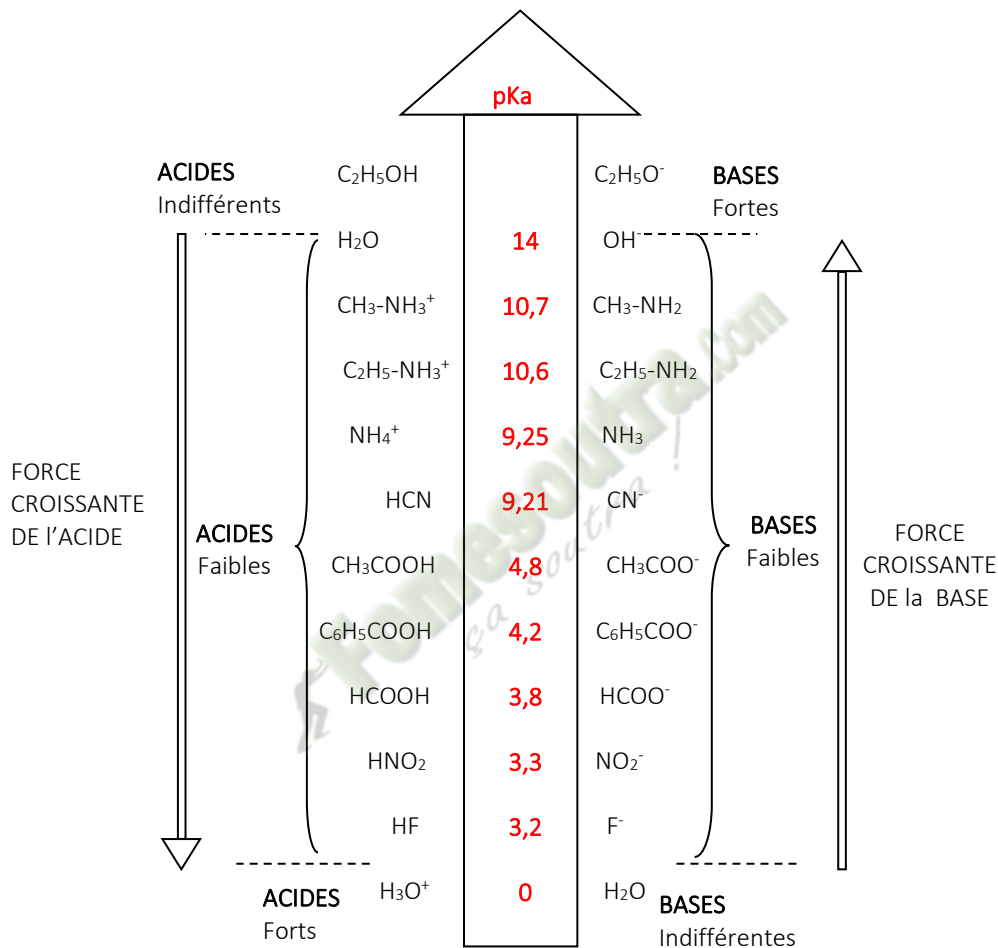 pKa
ACIDES
Indifférents
C₂H₅OH
C₂H₅O⁻
BASES
Fortes
H₂O 14 OH⁻
CH₃-NH₃⁺ 10,7 CH₃-NH₂
C₂H₅-NH₃⁺ 10,6 C₂H₅-NH₂
NH₄⁺ 9,25 NH₃
HCN 9,21 CN⁻
CH₃COOH 4,8 CH₃COO⁻
C₆H₅COOH 4,2 C₆H₅COO⁻
HCOOH 3,8 HCOO⁻
HNO₂ 3,3 NO₂⁻
HF 3,2 F⁻
H₃O⁺ 0 H₂O
FORCE
CROISSANTE
DE l’ACIDE
ACIDES
Faibles
BASES
Faibles
FORCE
CROISSANTE
DE la BASE
ACIDES
Forts
BASES
Indifférentes
Fomesoutra.com
ça soutra !